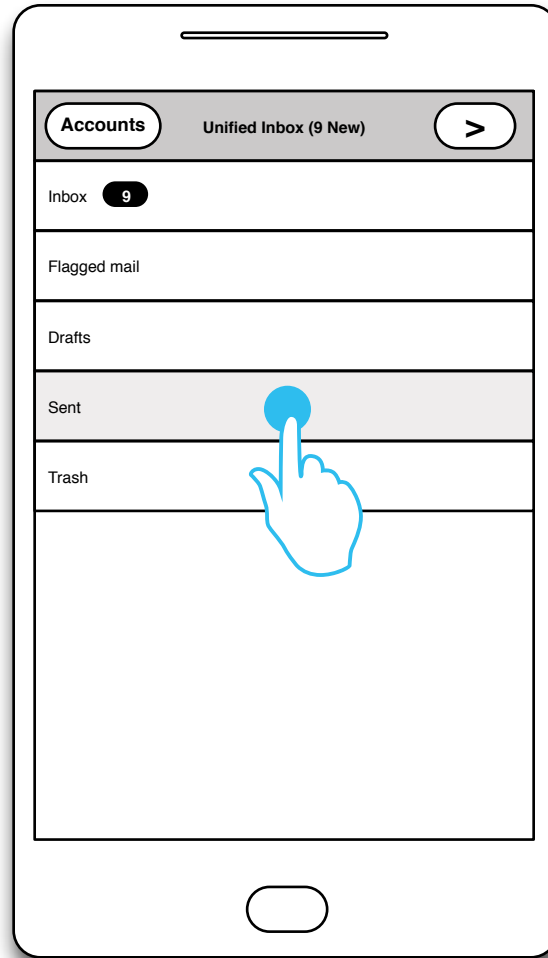 Accounts Unified Inbox (9 New) >
Inbox 9
Flagged mail
Drafts
Sent
Trash